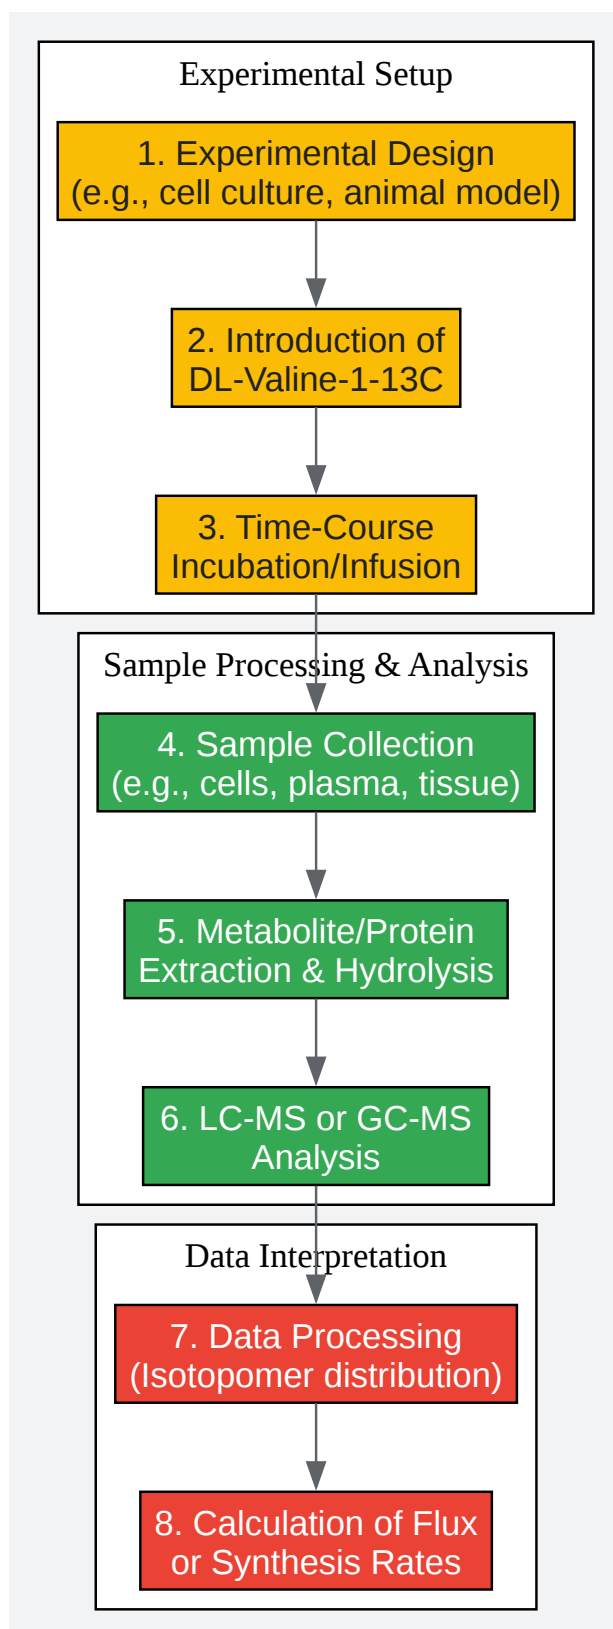 Experimental Setup
1. Experimental Design
(e.g., cell culture, animal model)
2. Introduction of
DL-Valine-1-13C
3. Time-Course
Incubation/Infusion
Sample Processing & Analysis
4. Sample Collection
(e.g., cells, plasma, tissue)
5. Metabolite/Protein
Extraction & Hydrolysis
6. LC-MS or GC-MS
Analysis
Data Interpretation
7. Data Processing
(Isotopomer distribution)
8. Calculation of Flux
or Synthesis Rates